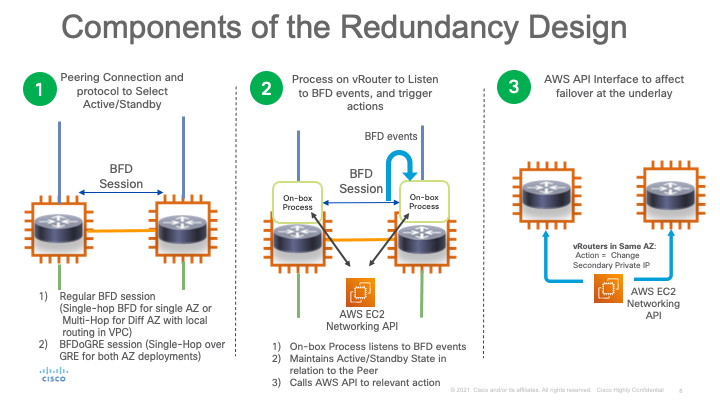 Components of the Redundancy Design
1
Peering Connection and
protocol to Select
Active/Standby
BFD
Session
1) Regular BFD session
(Single-hop BFD for single AZ or
Multi-Hop for Diff AZ with local
routing in VPC)
2) BFDoGRE session (Single-Hop over
GRE for both AZ deployments)
2
Process on vRouter to Listen
to BFD events, and trigger
actions
BFD events
BFD
Session
On-box
Process
On-box
Process
AWS EC2
Networking API
1) On-box Process listens to BFD events
2) Maintains Active/Standby State in
relation to the Peer
3) Calls AWS API to relevant action
3
AWS API Interface to affect
failover at the underlay
vRouters in Same AZ:
Action = Change
Secondary Private IP
AWS EC2
Networking
API
CISCO
© 2021 Cisco and/or its affiliates. All rights reserved. Cisco Highly Confidential 6